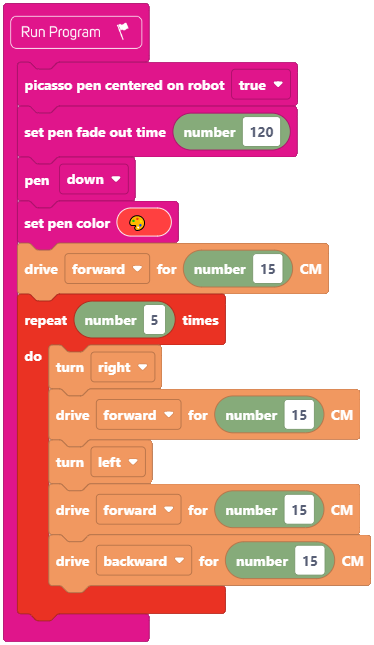 Run Program
picasso pen centered on robot true
set pen fade out time number 120
pen down
set pen color
drive forward for number 15 CM
repeat number 5 times
do turn right
drive forward for number 15 CM
turn left
drive forward for number 15 CM
drive backward for number 15 CM